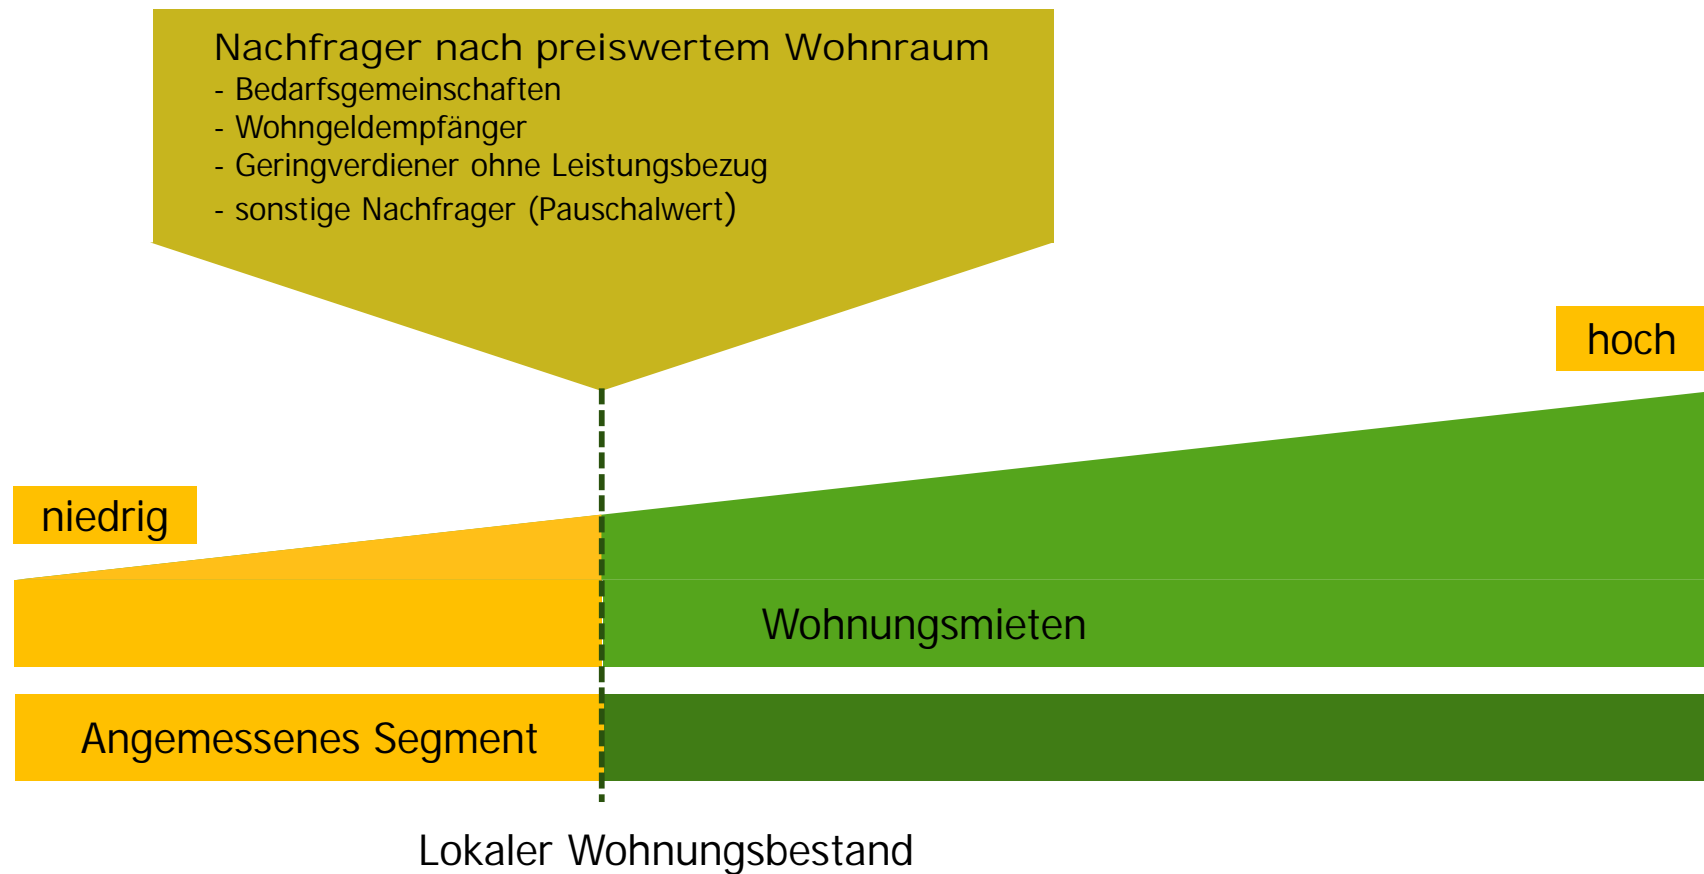 Nachfrager nach preiswertem Wohnraum
- Bedarfsgemeinschaften
- Wohngeldempfänger
- Geringverdiener ohne Leistungsbezug
- sonstige Nachfrager (Pauschalwert)
hoch
niedrig
Wohnungsmieten
Angemessenes Segment
Lokaler Wohnungsbestand